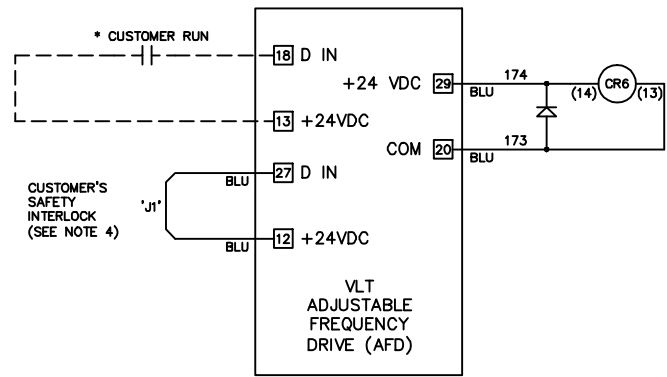 * CUSTOMER RUN
18 D IN
13 +24VDC
27 D IN
BLU
CUSTOMER'S
SAFETY
INTERLOCK
(SEE NOTE 4)
'J1'
12 +24VDC
BLU
+24 VDC 29
BLU
174
(14) CR6 (13)
COM 20
BLU
173
VLT
ADJUSTABLE
FREQUENCY
DRIVE (AFD)